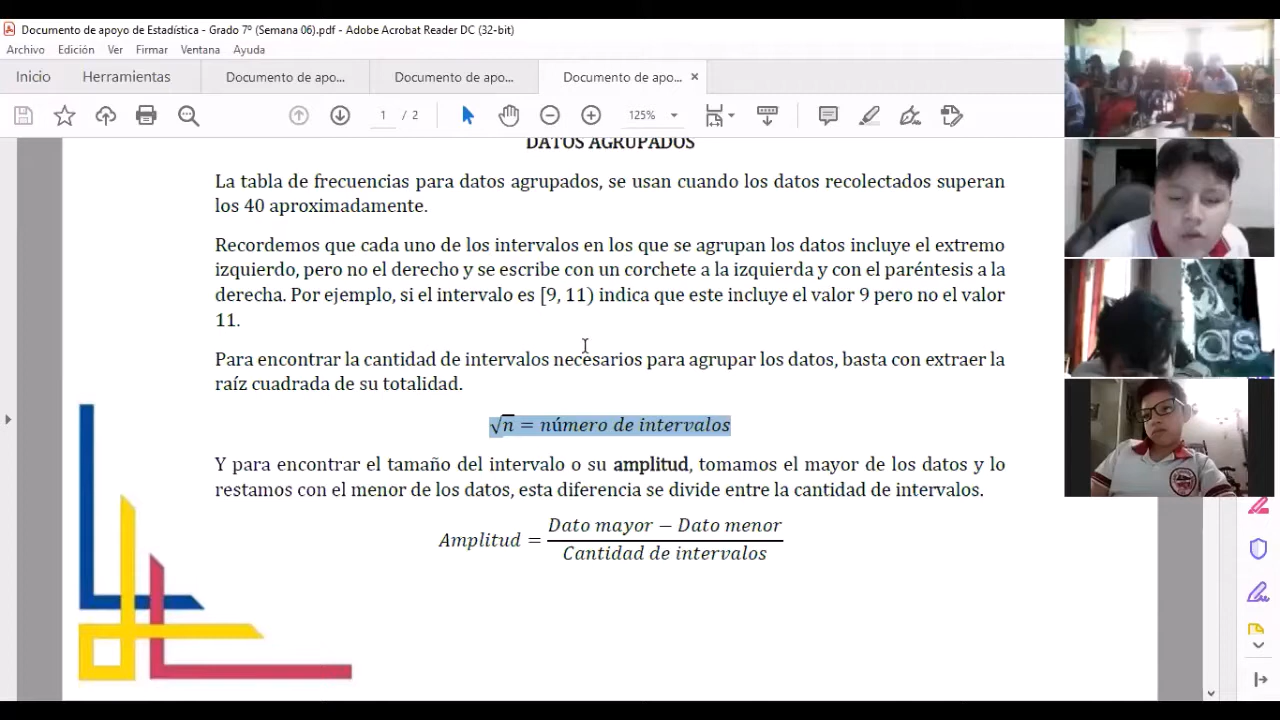 Documento de apoyo de Estadística - Grado 7º (Semana 06).pdf - Adobe Acrobat Reader DC (32-bit)
Archivo Edición Ver Firmar Ventana Ayuda
Inicio Herramientas Documento de apo... Documento de apo... Documento de apo... ×
1 / 2 125%
DATOS AGRUPADOS
La tabla de frecuencias para datos agrupados, se usan cuando los datos recolectados superan
los 40 aproximadamente.
Recordemos que cada uno de los intervalos en los que se agrupan los datos incluye el extremo
izquierdo, pero no el derecho y se escribe con un corchete a la izquierda y con el paréntesis a la
derecha. Por ejemplo, si el intervalo es [9, 11) indica que este incluye el valor 9 pero no el valor
11.
Para encontrar la cantidad de intervalos necesarios para agrupar los datos, basta con extraer la
raíz cuadrada de su totalidad.
√n = número de intervalos
Y para encontrar el tamaño del intervalo o su amplitud, tomamos el mayor de los datos y lo
restamos con el menor de los datos, esta diferencia se divide entre la cantidad de intervalos.
Dato mayor − Dato menor
Amplitud =
Cantidad de intervalos
as